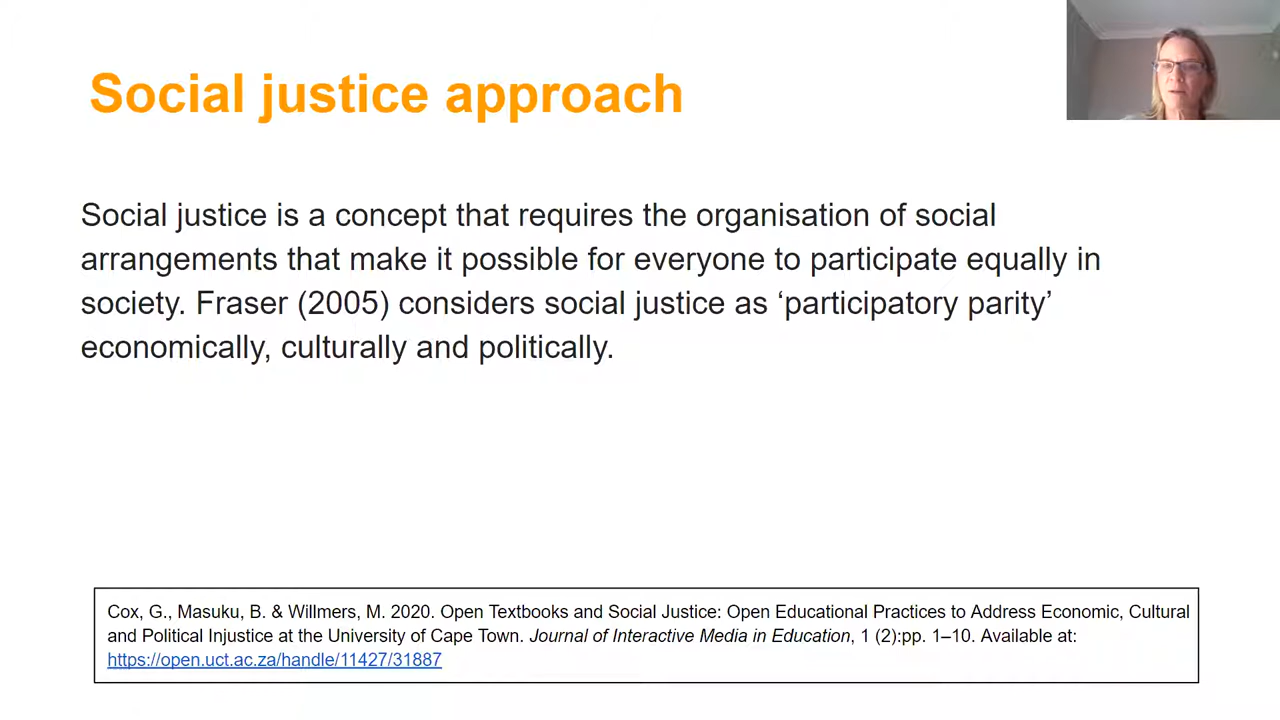 Social justice approach
Social justice is a concept that requires the organisation of social
arrangements that make it possible for everyone to participate equally in
society. Fraser (2005) considers social justice as ‘participatory parity’
economically, culturally and politically.
Cox, G., Masuku, B. & Willmers, M. 2020. Open Textbooks and Social Justice: Open Educational Practices to Address Economic, Cultural
and Political Injustice at the University of Cape Town. Journal of Interactive Media in Education, 1 (2):pp. 1–10. Available at:
https://open.uct.ac.za/handle/11427/31887